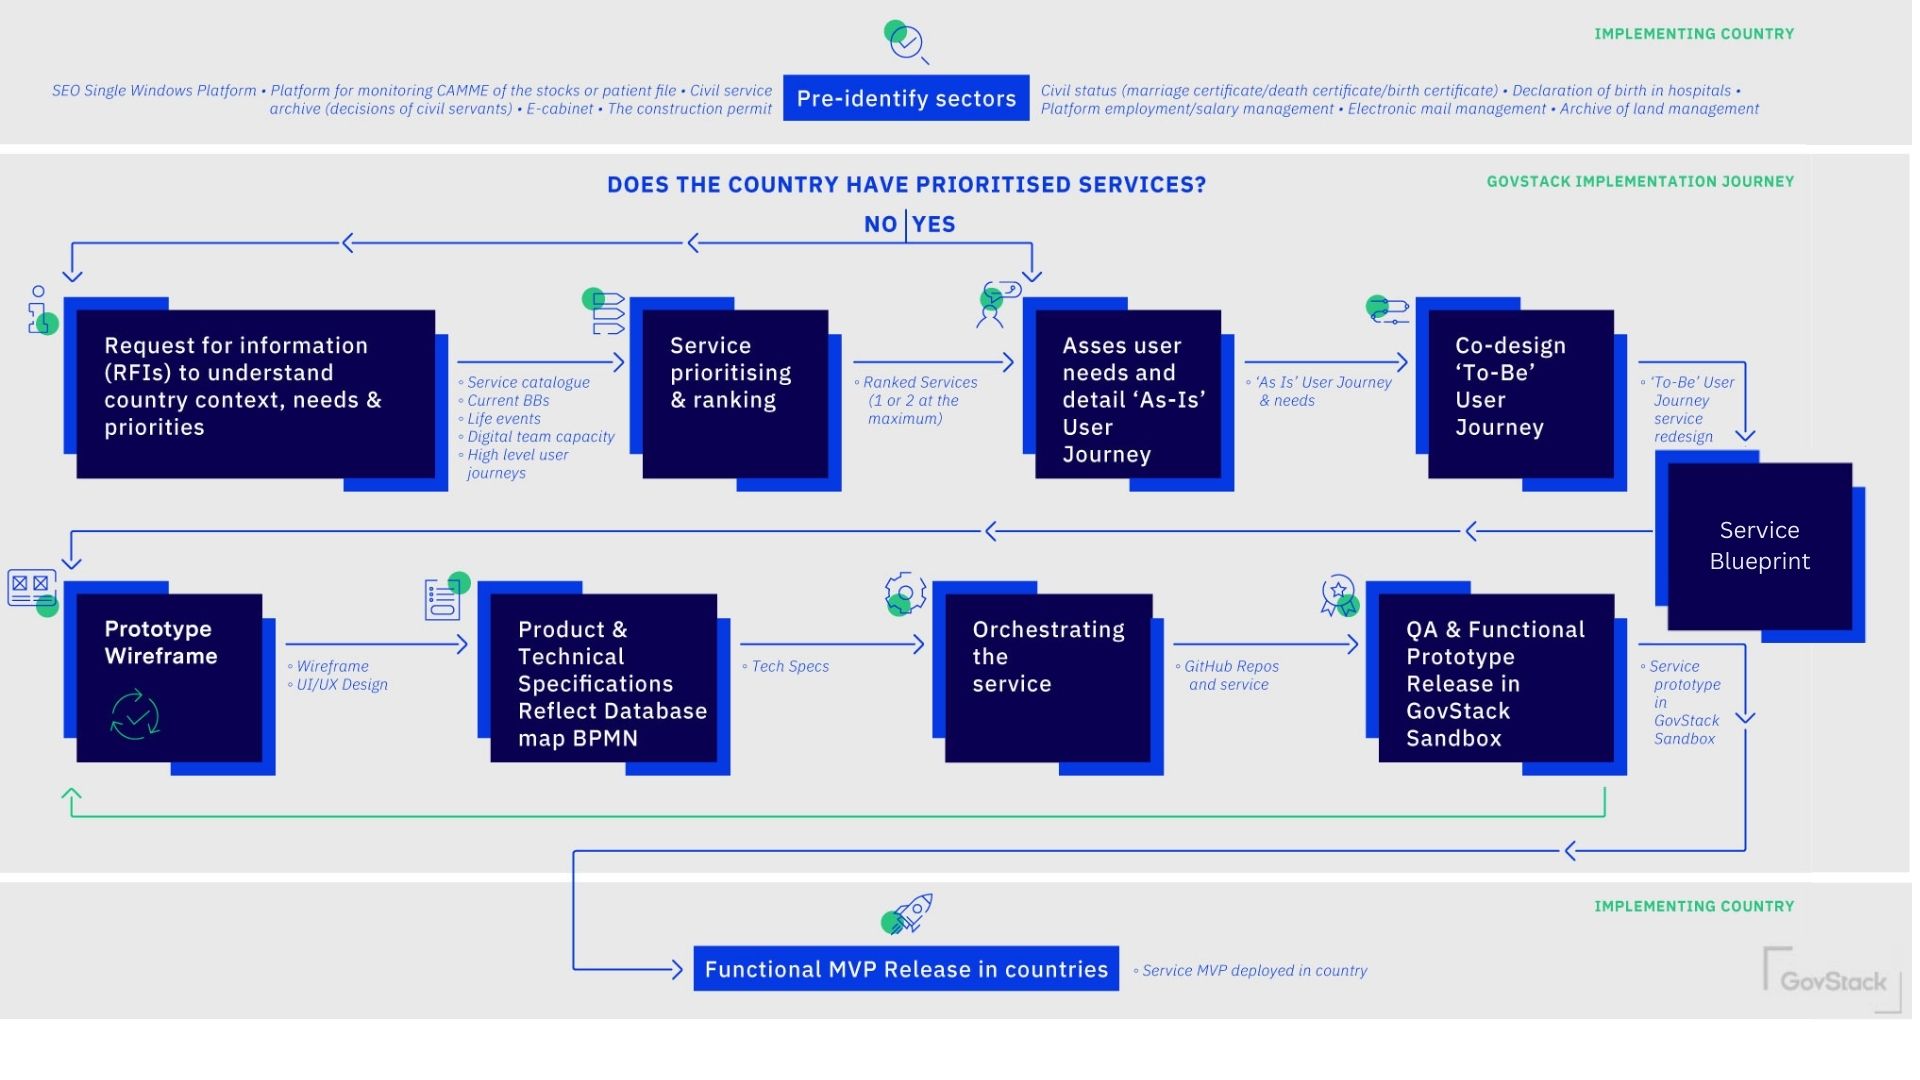 IMPLEMENTING COUNTRY
SEO Single Windows Platform • Platform for monitoring CAMME of the stocks or patient file • Civil service
archive (decisions of civil servants) • E-cabinet • The construction permit
Pre-identify sectors
Civil status (marriage certificate/death certificate/birth certificate) • Declaration of birth in hospitals •
Platform employment/salary management • Electronic mail management • Archive of land management
DOES THE COUNTRY HAVE PRIORITISED SERVICES?
GOVSTACK IMPLEMENTATION JOURNEY
NO YES
Request for information
(RFIs) to understand
country context, needs &
priorities
◦ Service catalogue
◦ Current BBs
◦ Life events
◦ Digital team capacity
◦ High level user
journeys
Service
prioritising
& ranking
◦ Ranked Services
(1 or 2 at the
maximum)
Asses user
needs and
detail ‘As-Is’
User
Journey
◦ ‘As Is’ User Journey
& needs
Co-design
‘To-Be’
User
Journey
◦ ‘To-Be’ User
Journey
service
redesign
Service
Blueprint
Prototype
Wireframe
◦ Wireframe
◦ UI/UX Design
Product &
Technical
Specifications
Reflect Database
map BPMN
◦ Tech Specs
Orchestrating
the
service
◦ GitHub Repos
and service
QA & Functional
Prototype
Release in
GovStack
Sandbox
◦ Service
prototype
in
GovStack
Sandbox
IMPLEMENTING COUNTRY
Functional MVP Release in countries
◦ Service MVP deployed in country
GovStack